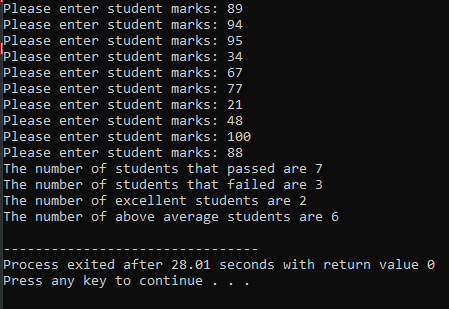 Please enter student marks: 89
Please enter student marks: 94
Please enter student marks: 95
Please enter student marks: 34
Please enter student marks: 67
Please enter student marks: 77
Please enter student marks: 21
Please enter student marks: 48
Please enter student marks: 100
Please enter student marks: 88
The number of students that passed are 7
The number of students that failed are 3
The number of excellent students are 2
The number of above average students are 6
--------------------------------
Process exited after 28.01 seconds with return value 0
Press any key to continue . . .